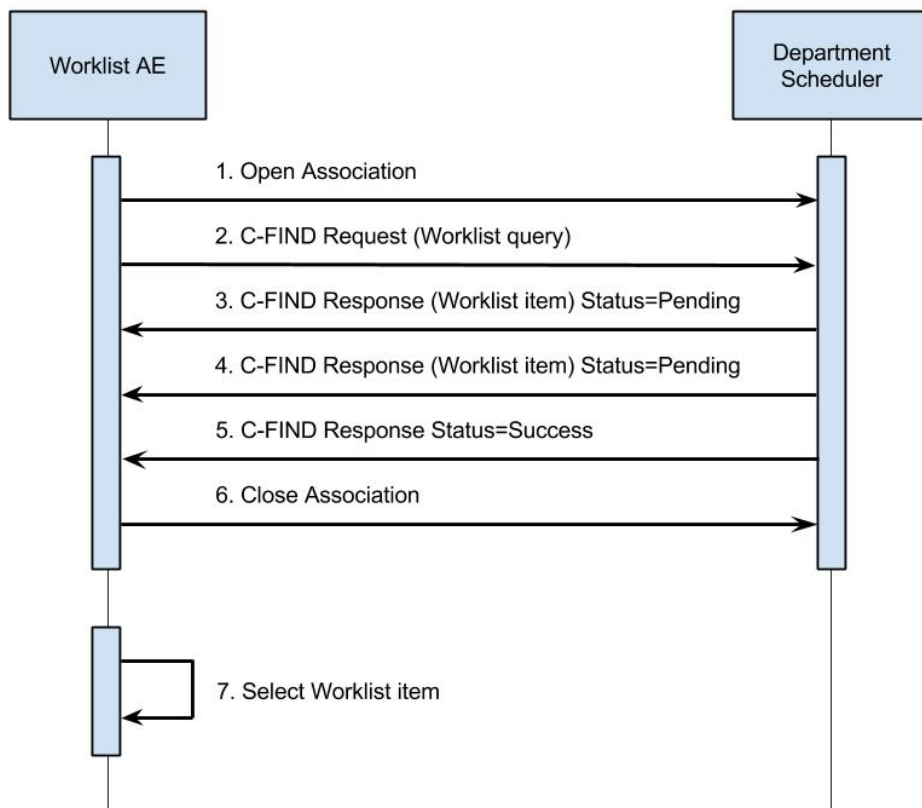 Worklist AE
Department
Scheduler
1. Open Association
2. C-FIND Request (Worklist query)
3. C-FIND Response (Worklist item) Status=Pending
4. C-FIND Response (Worklist item) Status=Pending
5. C-FIND Response Status=Success
6. Close Association
7. Select Worklist item